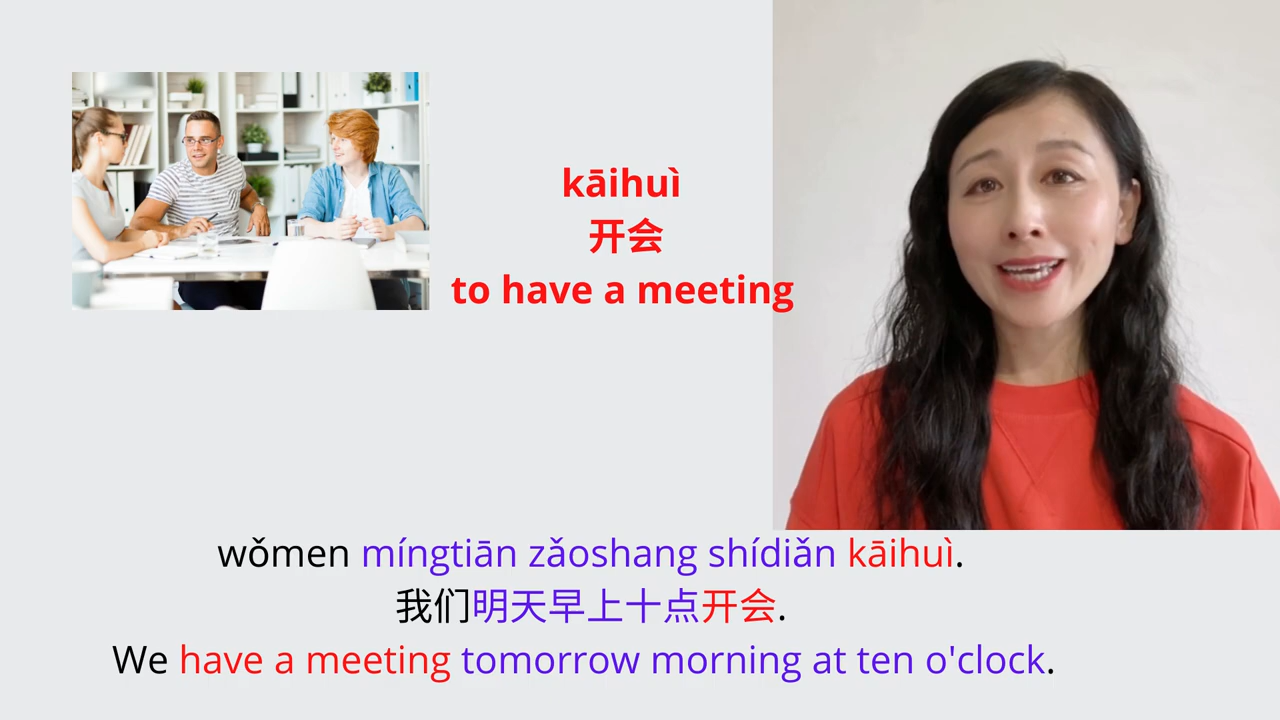 kāihuì
开会
to have a meeting
wǒmen míngtiān zǎoshang shídiǎn kāihuì.
我们明天早上十点开会.
We have a meeting tomorrow morning at ten o'clock.